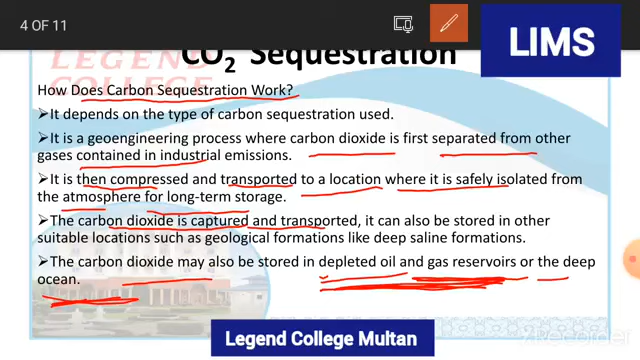 4 OF 11
LIMS
LEGEND
COLLEGE
CO2 Sequestration
How Does Carbon Sequestration Work?
➤It depends on the type of carbon sequestration used.
➤It is a geoengineering process where carbon dioxide is first separated from other
gases contained in industrial emissions.
➤It is then compressed and transported to a location where it is safely isolated from
the atmosphere for long-term storage.
➤The carbon dioxide is captured and transported, it can also be stored in other
suitable locations such as geological formations like deep saline formations.
➤The carbon dioxide may also be stored in depleted oil and gas reservoirs or the deep
ocean.
Legend College Multan